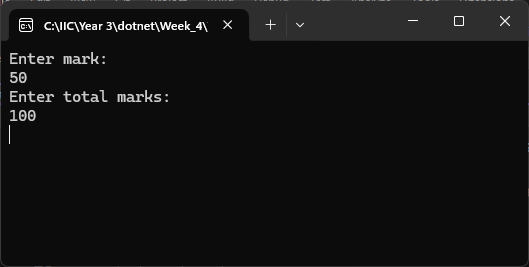 C:\IIC\Year 3\dotnet\Week_4\
Enter mark:
50
Enter total marks:
100